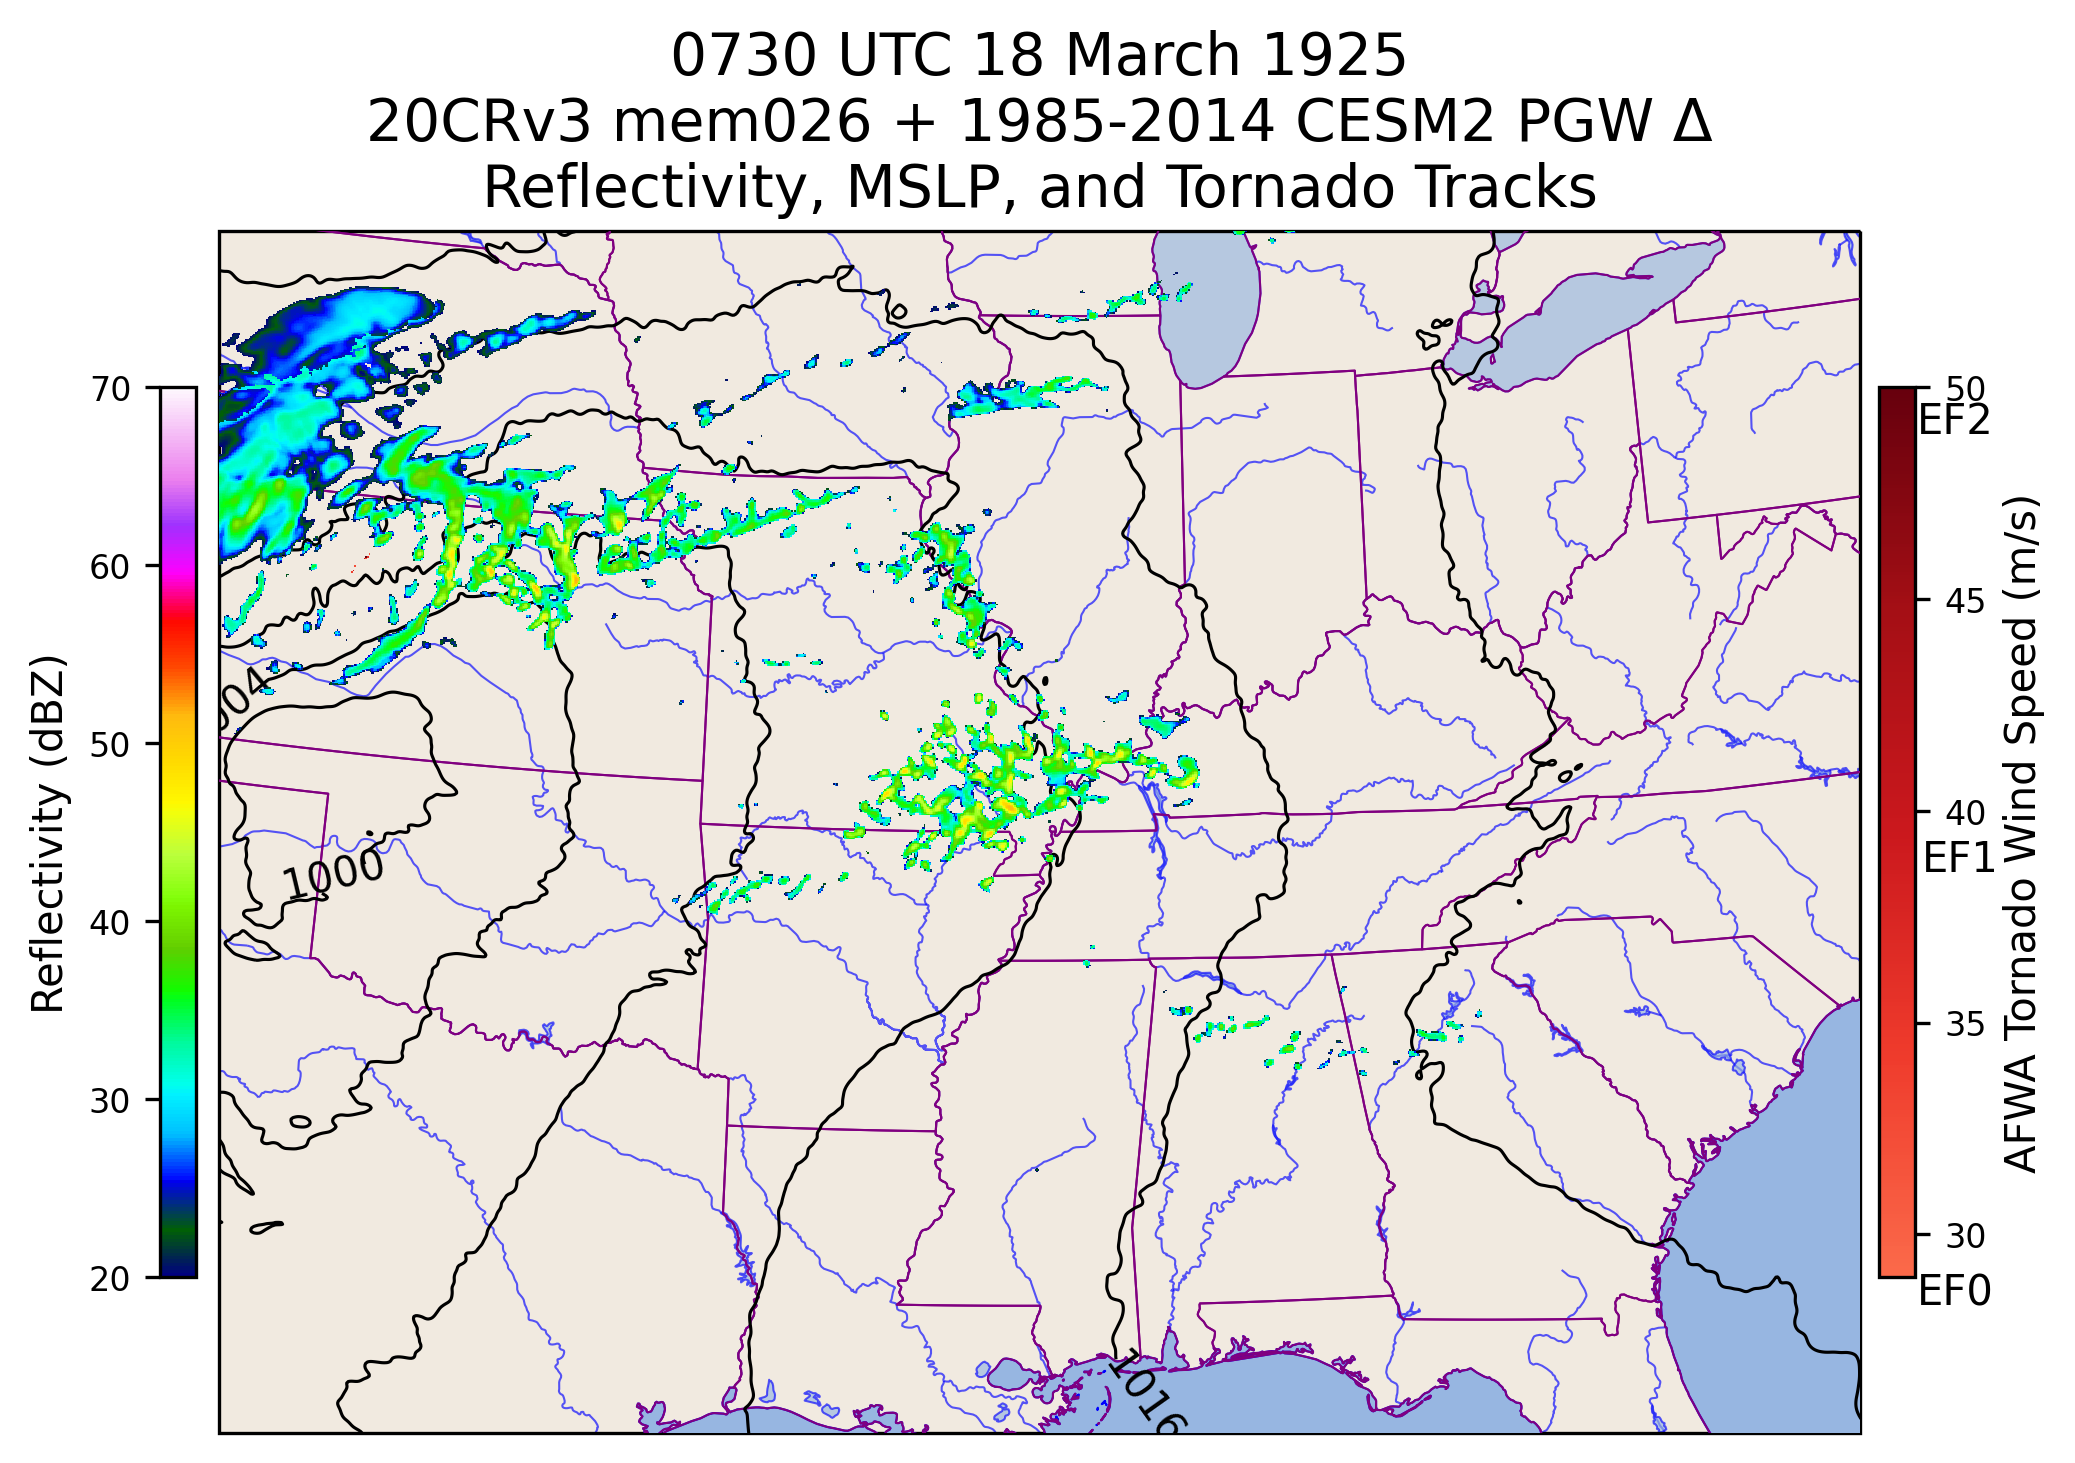 0730 UTC 18 March 1925
20CRv3 mem026 + 1985-2014 CESM2 PGW Δ
Reflectivity, MSLP, and Tornado Tracks
70
60
50
40
30
20
Reflectivity (dBZ)
1000
1016
50
EF2
45
40
EF1
35
30
EF0
AFWA Tornado Wind Speed (m/s)